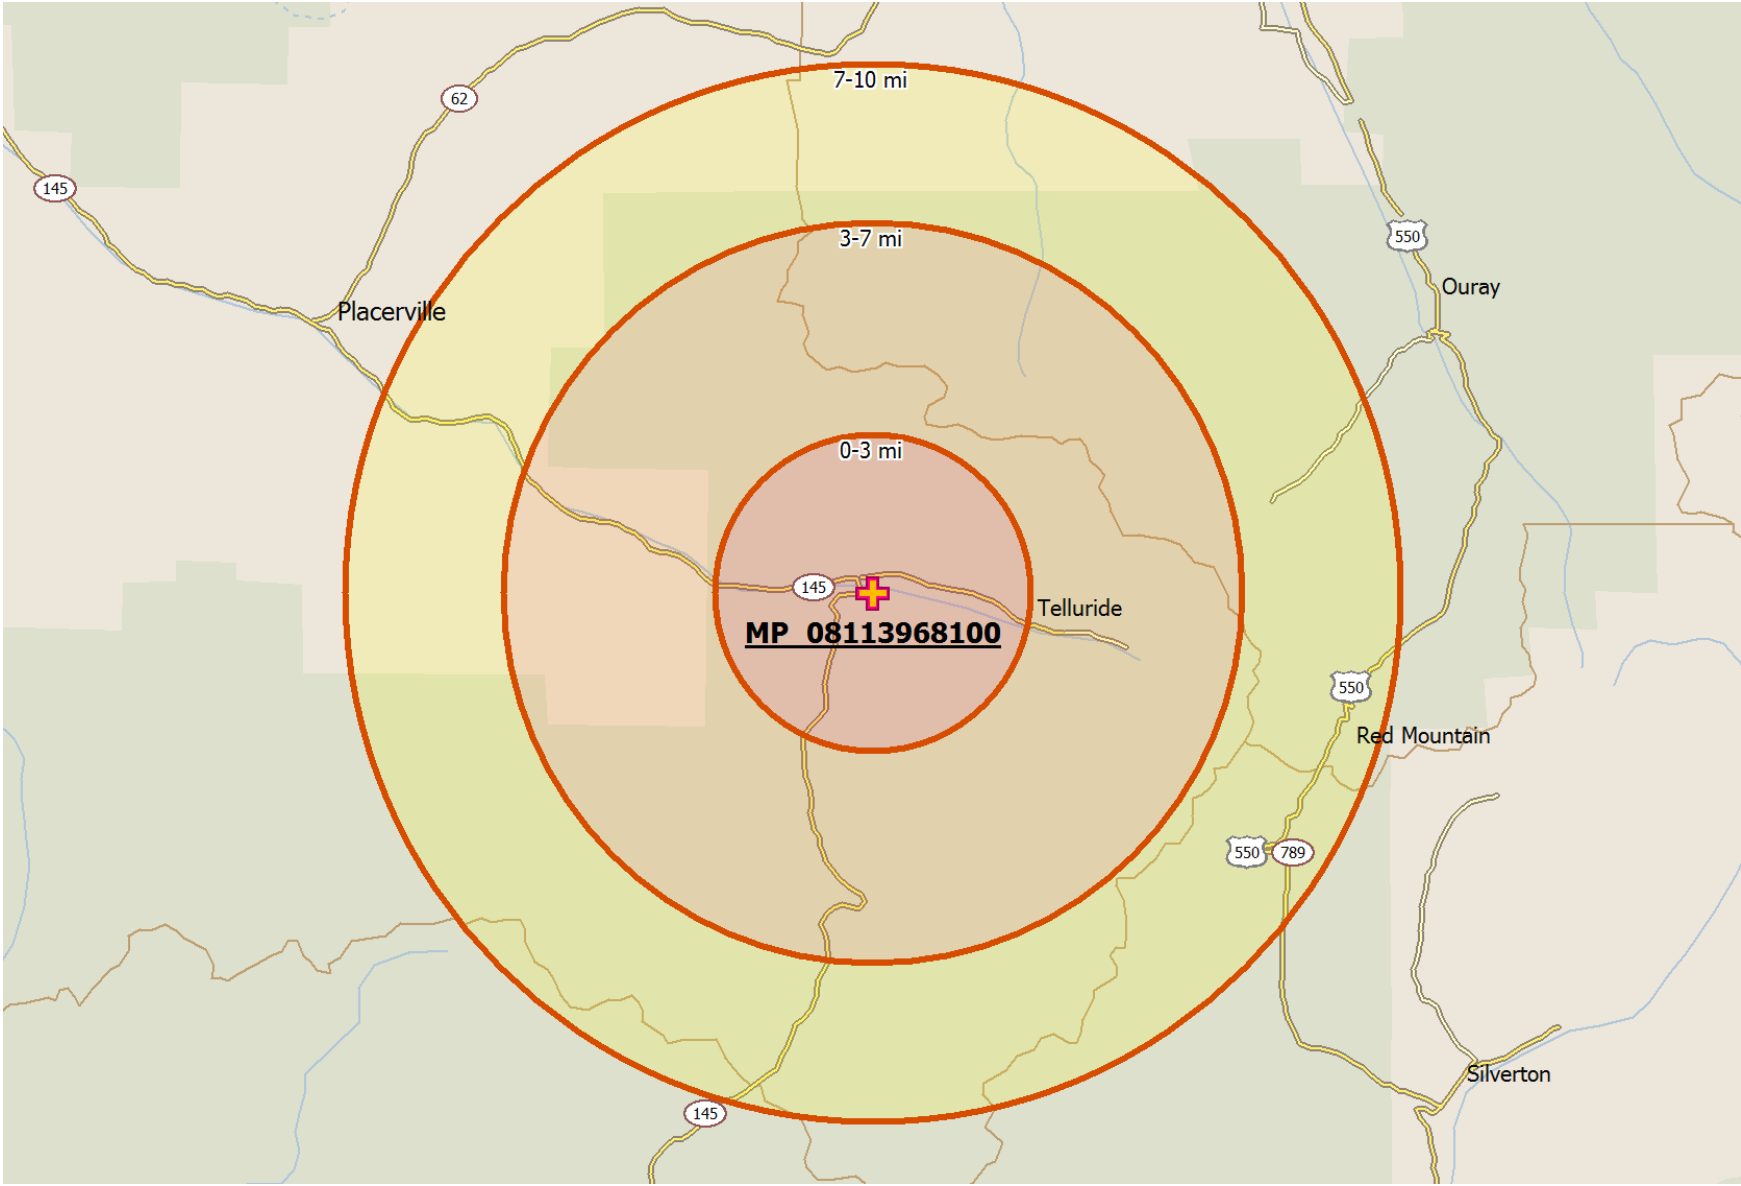 7-10 mi
62
145
3-7 mi
550
Ouray
Placerville
0-3 mi
145
Telluride
MP 08113968100
550
Red Mountain
550
789
Silverton
145